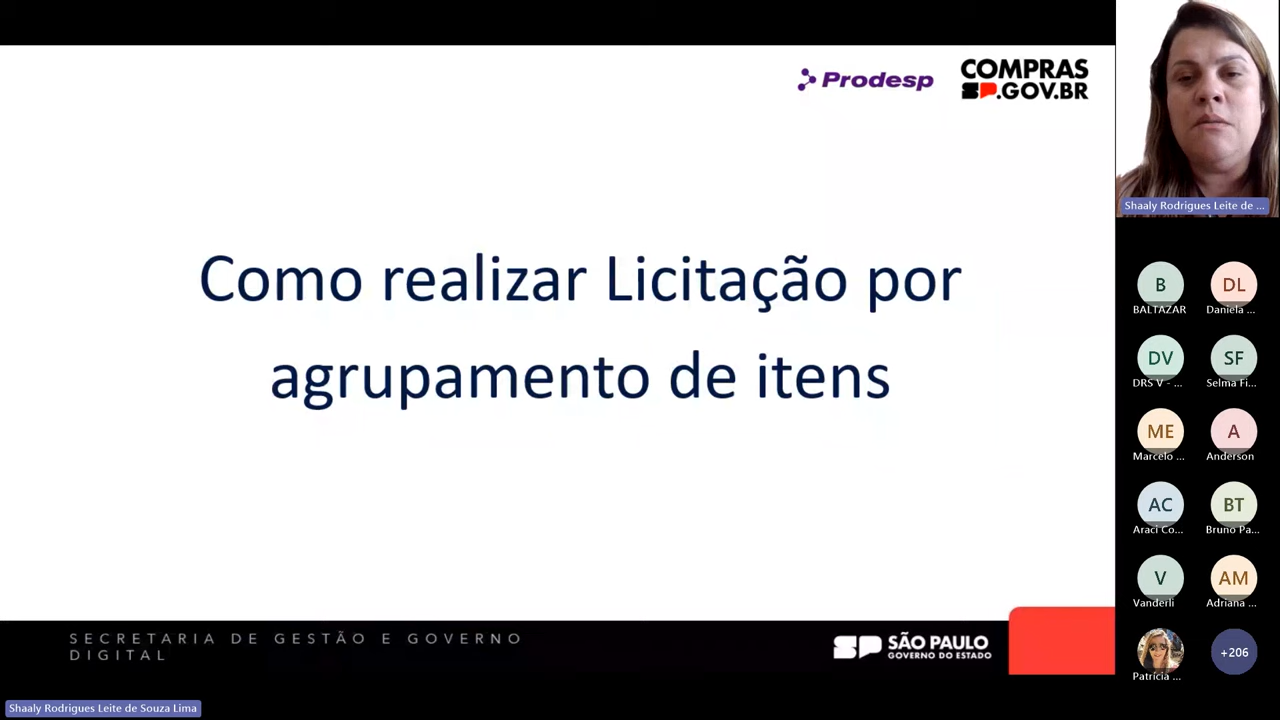 Prodesp
COMPRAS
SP.GOV.BR
Como realizar Licitação por
agrupamento de itens
SECRETARIA DE GESTÃO E GOVERNO
DIGITAL
SP SÃO PAULO
GOVERNO DO ESTADO
Shaaly Rodrigues Leite de Souza Lima
Shaaly Rodrigues Leite de ...
B
DL
BALTAZAR
Daniela ...
DV
SF
DRS V - ...
Selma Fi...
ME
A
Marcelo ...
Anderson
AC
BT
Araci Co...
Bruno Pa...
V
AM
Vanderli
Adriana ...
+206
Patrícia ...